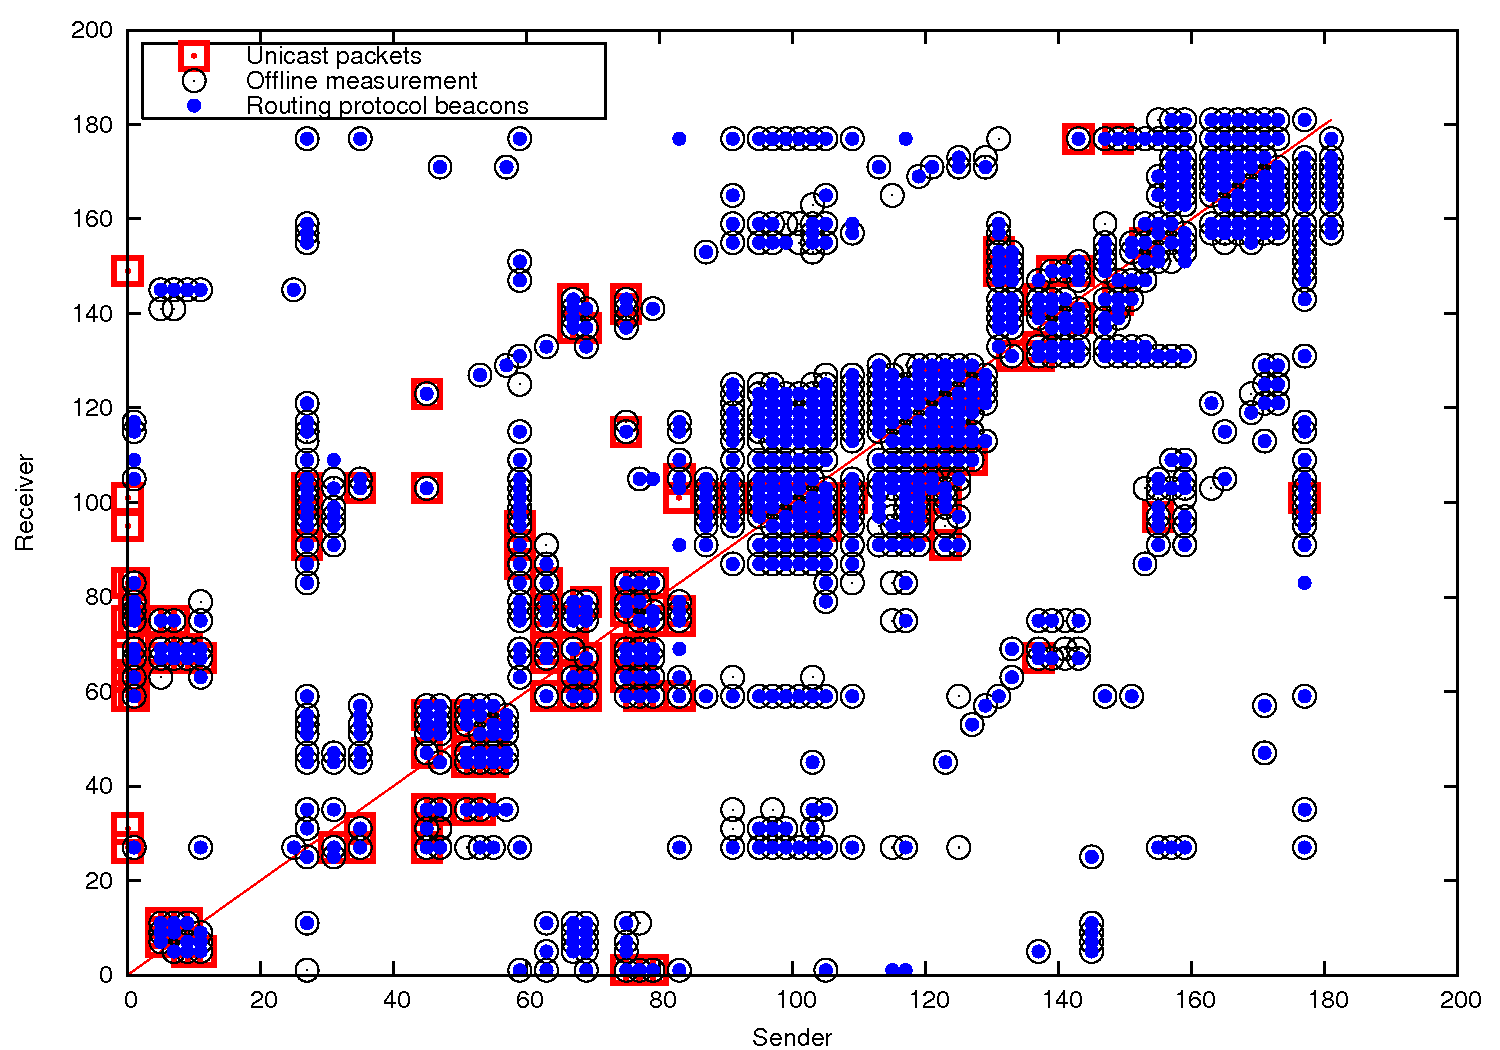 200
180
160
140
120
100
80
60
40
20
0
Unicast packets
Offline measurement
Routing protocol beacons
Receiver
0 20 40 60 80 100 120 140 160 180 200
Sender